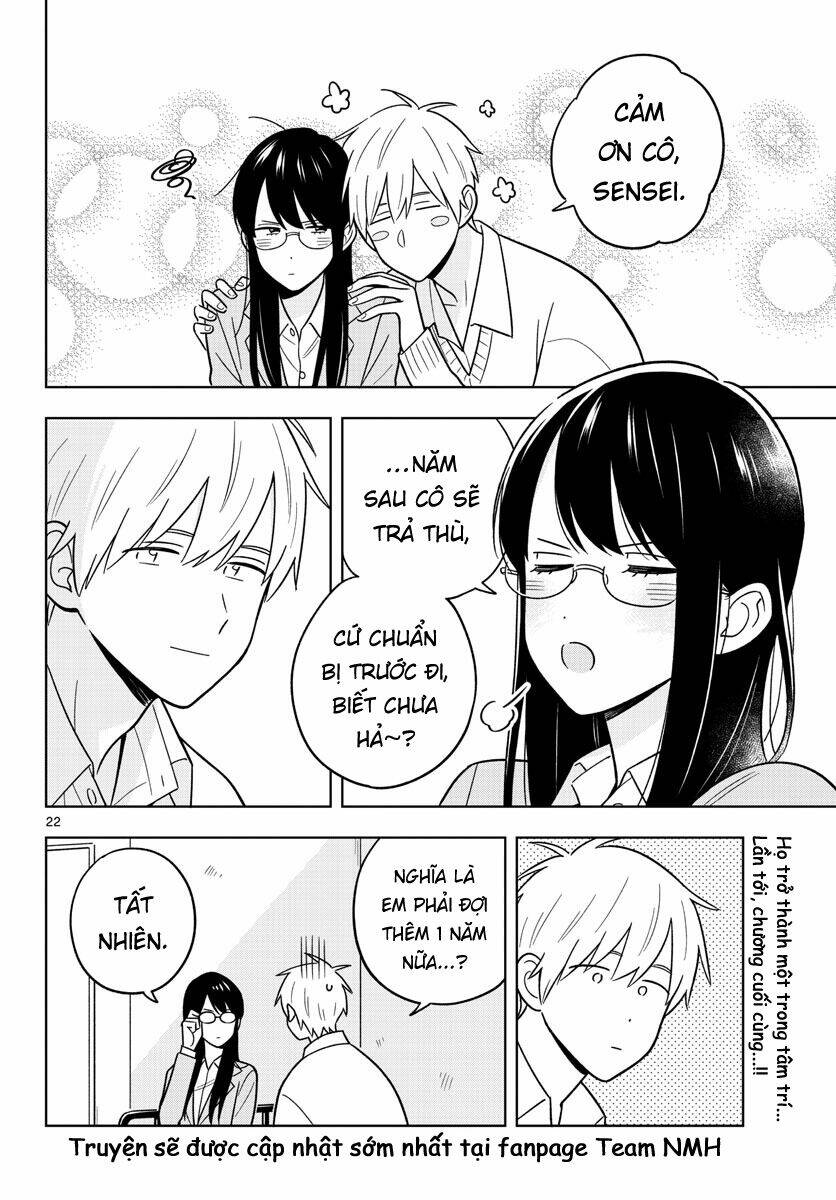 CẢM
ƠN CÔ,
SENSEI.
...NĂM
SAU CÔ SẼ
TRẢ THÙ,
CỨ CHUẨN
BỊ TRƯỚC ĐI,
BIẾT CHƯA
HẢ~?
22
Họ trở thành một trong tâm trí...
Lần tới, chương cuối cùng...!!
NGHĨA LÀ
EM PHẢI ĐỢI
THÊM 1 NĂM
NỮA...?
TẤT
NHIÊN.
Truyện sẽ được cập nhật sớm nhất tại fanpage Team NMH